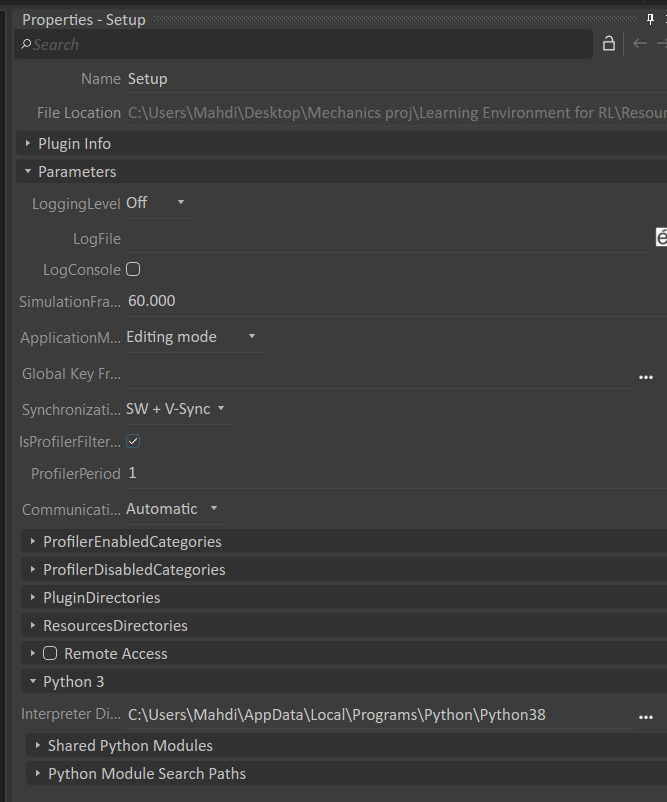 Properties - Setup
Search
Name Setup
File Location C:\Users\Mahdi\Desktop\Mechanics proj\Learning Environment for RL\Resour
Plugin Info
Parameters
LoggingLevel Off
LogFile
LogConsole
SimulationFra... 60.000
ApplicationM... Editing mode
Global Key Fr... ...
Synchronizati... SW + V-Sync
IsProfilerFilter...
ProfilerPeriod 1
Communicati... Automatic
ProfilerEnabledCategories
ProfilerDisabledCategories
PluginDirectories
ResourcesDirectories
Remote Access
Python 3
Interpreter Di... C:\Users\Mahdi\AppData\Local\Programs\Python\Python38 ...
Shared Python Modules
Python Module Search Paths